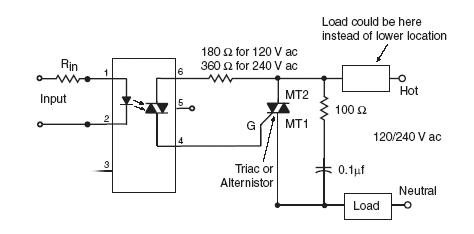 Load could be here
instead of lower location
180 Ω for 120 V ac
360 Ω for 240 V ac
Rin
1
6
Hot
Input
MT2
5
100 Ω
G
MT1
2
120/240 V ac
4
3
Triac or
Alternistor
0.1µf
Neutral
Load